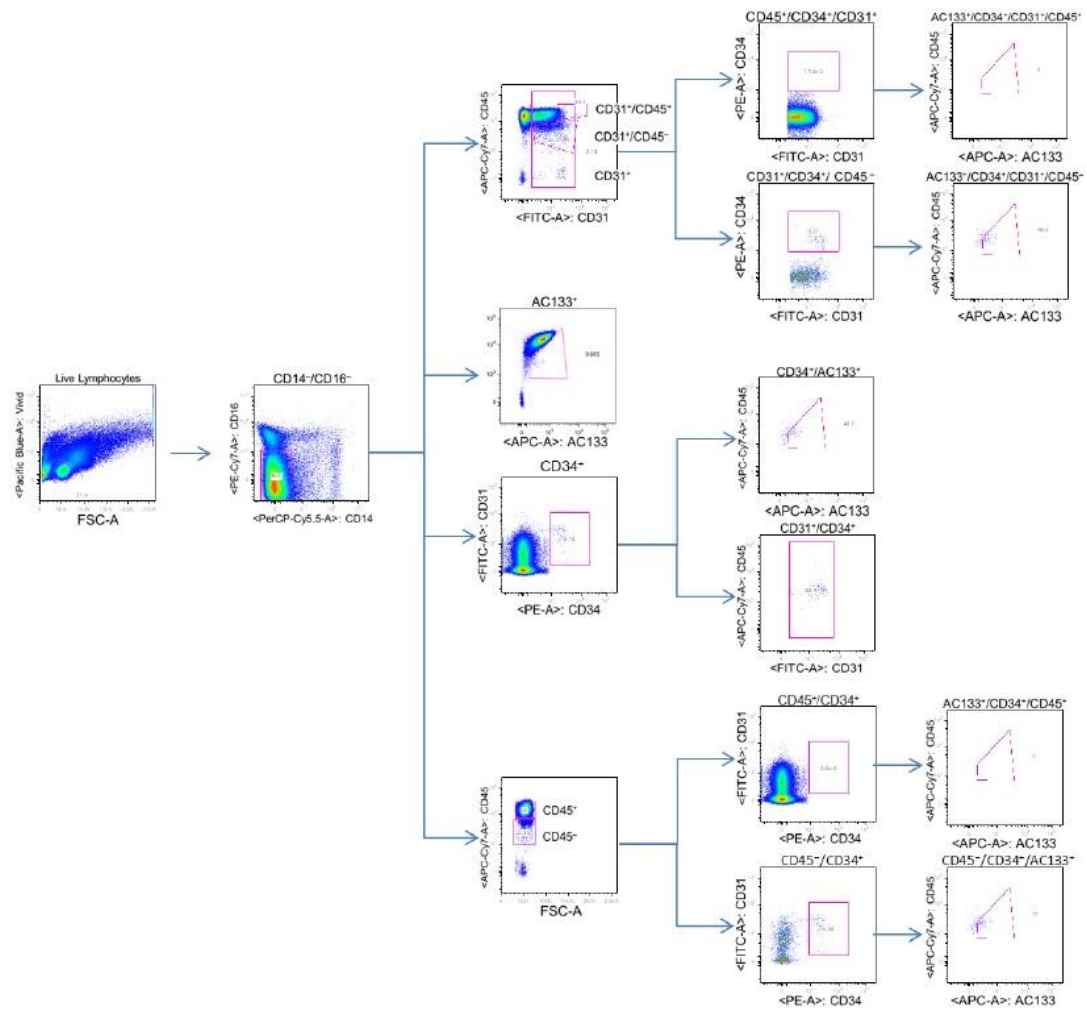 CD45⁺/CD34⁺/CD31⁺
<PE-A>: CD34
<FITC-A>: CD31
AC133⁺/CD34⁺/CD31⁺/CD45⁺
<APC-Cy7-A>: CD45
<APC-A>: AC133
<APC-Cy7-A>: CD45
CD31⁺/CD45⁺
CD31⁺/CD45⁻
CD31⁺
<FITC-A>: CD31
CD31⁺/CD34⁺/ CD45⁻
<PE-A>: CD34
<FITC-A>: CD31
AC133⁺/CD34⁺/CD31⁺/CD45⁻
<APC-Cy7-A>: CD45
<APC-A>: AC133
AC133⁺
<APC-A>: AC133
Live Lymphocytes
<Pacific Blue-A>: Vivid
FSC-A
CD14⁻/CD16⁻
<PE-Cy7-A>: CD16
<PerCP-Cy5.5-A>: CD14
CD34⁺/AC133⁺
<APC-Cy7-A>: CD45
<APC-A>: AC133
CD34⁺
<FITC-A>: CD31
<PE-A>: CD34
CD31⁺/CD34⁺
<APC-Cy7-A>: CD45
<FITC-A>: CD31
CD45⁺/CD34⁺
<FITC-A>: CD31
<PE-A>: CD34
AC133⁺/CD34⁺/CD45⁺
<APC-Cy7-A>: CD45
<APC-A>: AC133
<APC-Cy7-A>: CD45
CD45⁺
CD45⁻
FSC-A
CD45⁻/CD34⁺
<FITC-A>: CD31
<PE-A>: CD34
CD45⁻/CD34⁺/AC133⁺
<APC-Cy7-A>: CD45
<APC-A>: AC133